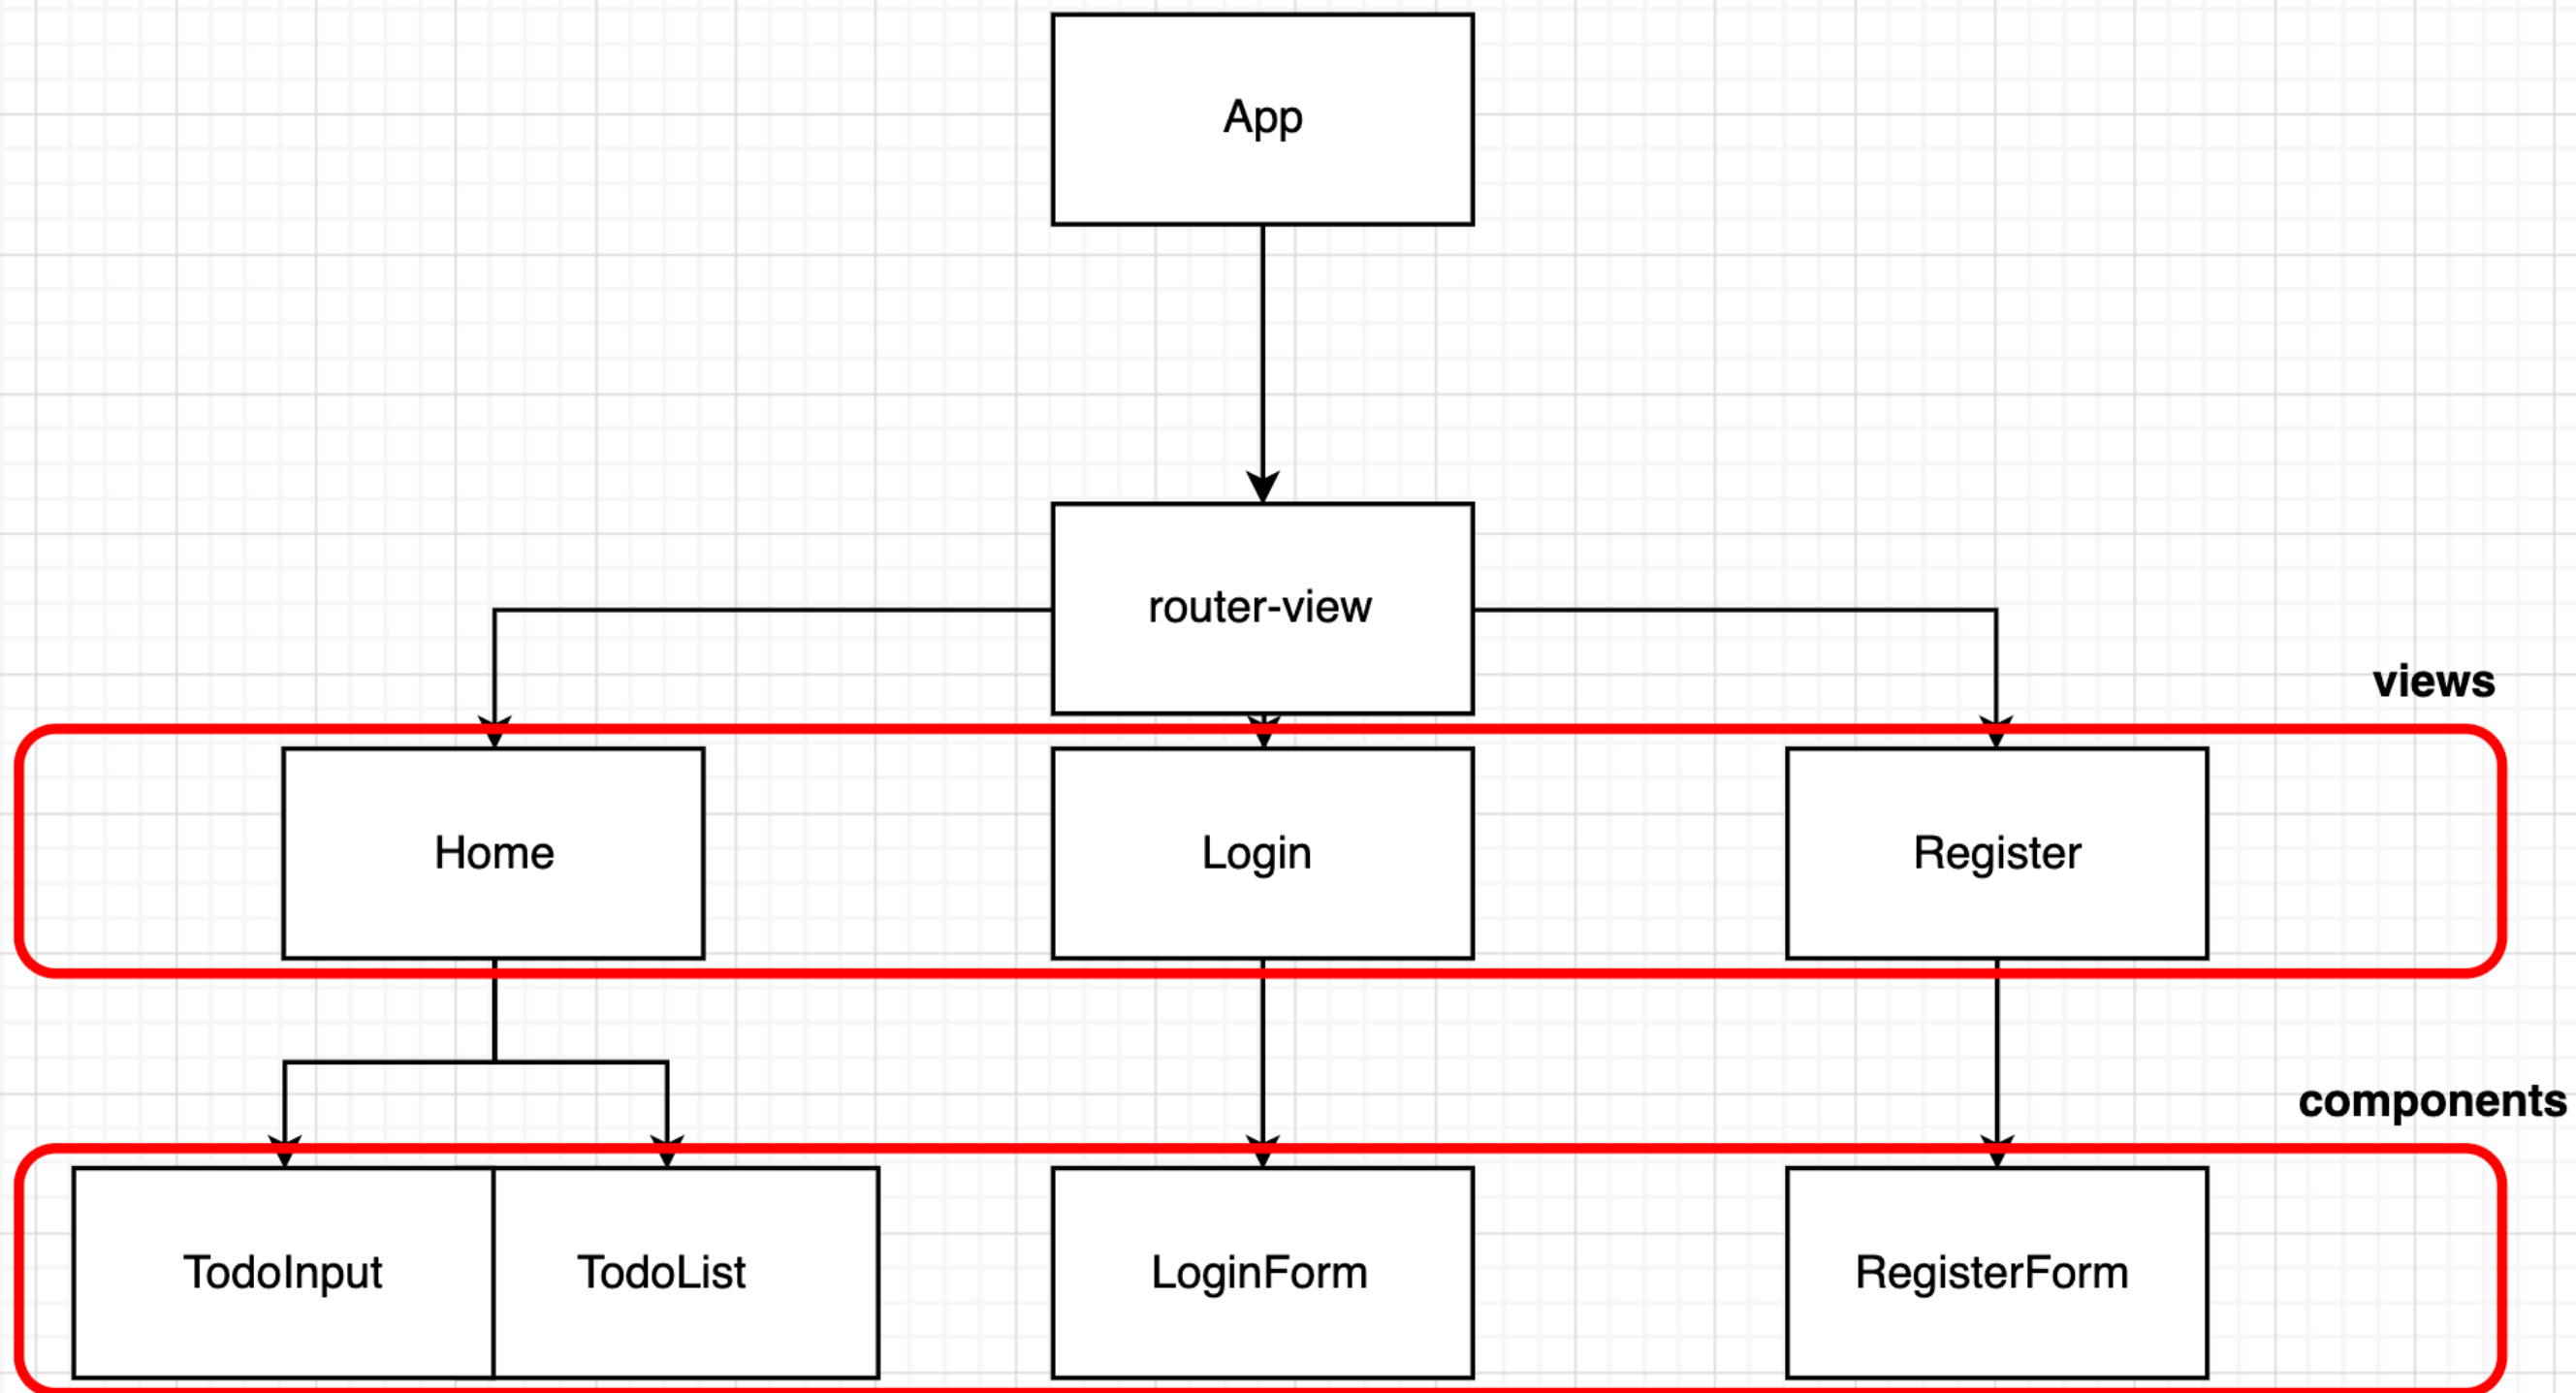 App
router-view
views
Home
Login
Register
components
TodoInput
TodoList
LoginForm
RegisterForm